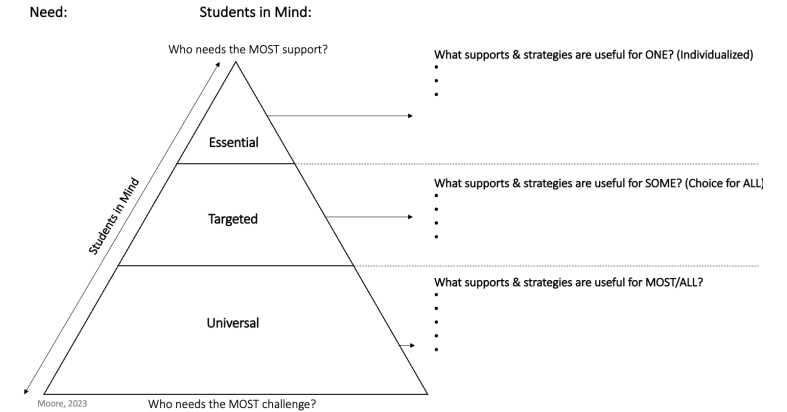 Need: Students in Mind:
Who needs the MOST support?
What supports & strategies are useful for ONE? (Individualized)
Essential
Students in Mind
What supports & strategies are useful for SOME? (Choice for ALL)
Targeted
What supports & strategies are useful for MOST/ALL?
Universal
Moore, 2023
Who needs the MOST challenge?